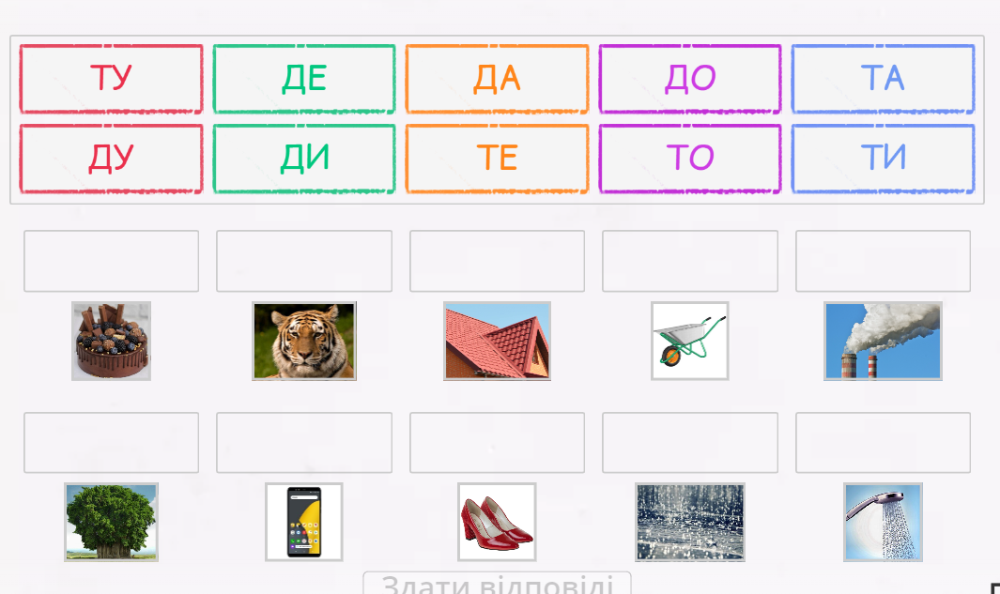 ТУ ДЕ ДА ДО ТА
ДУ ДИ ТЕ ТО ТИ
Здати відповіді